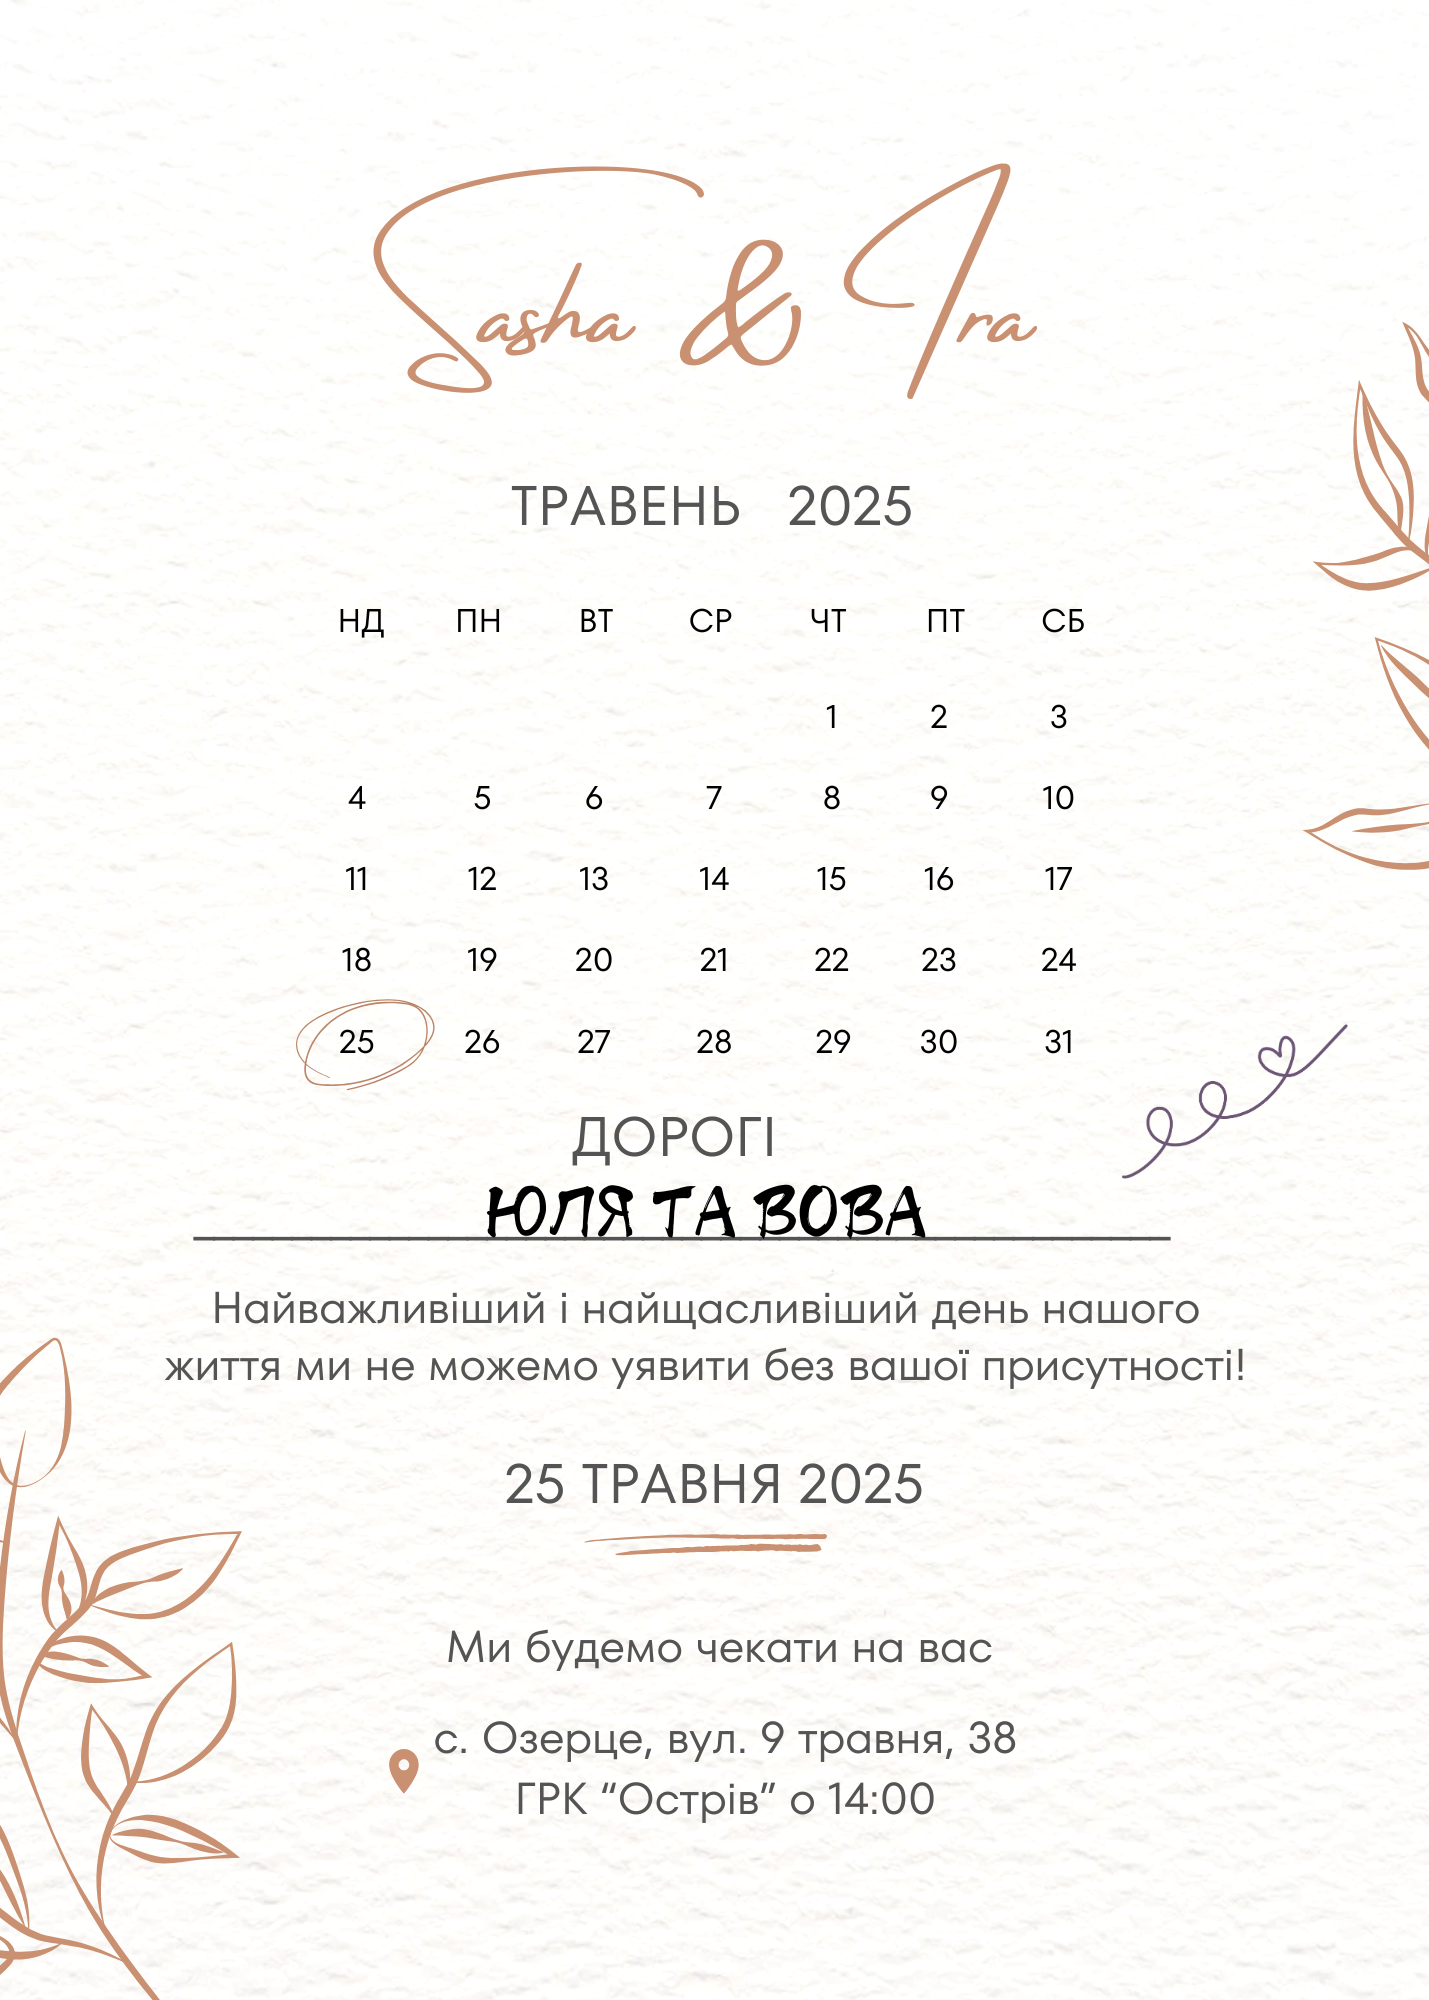 Sasha & Ira
ТРАВЕНЬ 2025
НД ПН ВТ СР ЧТ ПТ СБ
1 2 3
4 5 6 7 8 9 10
11 12 13 14 15 16 17
18 19 20 21 22 23 24
25 26 27 28 29 30 31
ДОРОГІ
ЮЛЯ ТА ВОВА
Найважливіший і найщасливіший день нашого
життя ми не можемо уявити без вашої присутності!
25 ТРАВНЯ 2025
Ми будемо чекати на вас
с. Озерце, вул. 9 травня, 38
ГРК “Острів” о 14:00